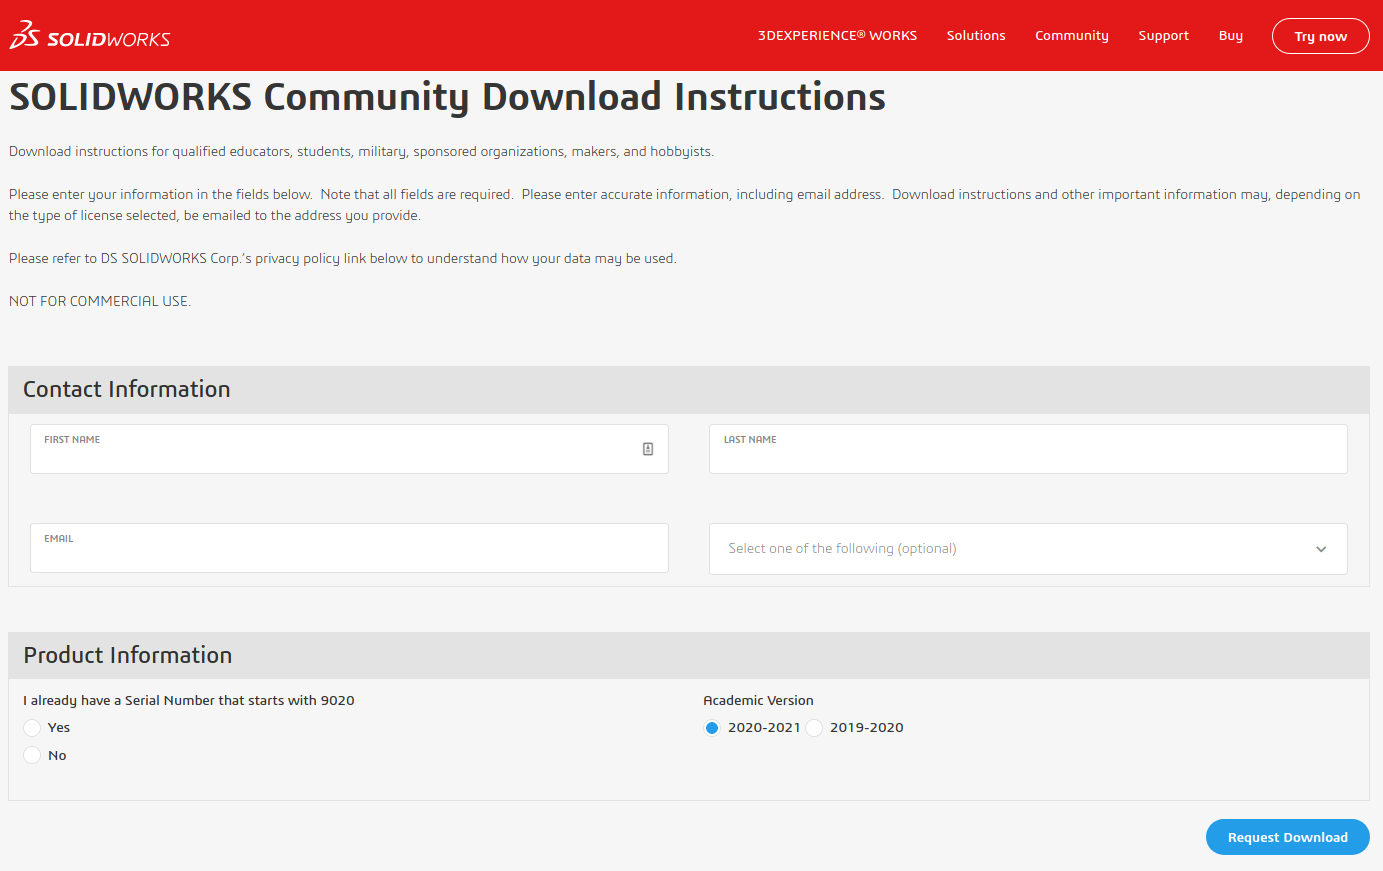 DS SOLIDWORKS
3DEXPERIENCE® WORKS Solutions Community Support Buy Try now
SOLIDWORKS Community Download Instructions
Download instructions for qualified educators, students, military, sponsored organizations, makers, and hobbyists.
Please enter your information in the fields below. Note that all fields are required. Please enter accurate information, including email address. Download instructions and other important information may, depending on
the type of license selected, be emailed to the address you provide.
Please refer to DS SOLIDWORKS Corp.'s privacy policy link below to understand how your data may be used.
NOT FOR COMMERCIAL USE.
Contact Information
FIRST NAME
LAST NAME
EMAIL
Select one of the following (optional)
Product Information
I already have a Serial Number that starts with 9020
Yes
No
Academic Version
2020-2021 2019-2020
Request Download